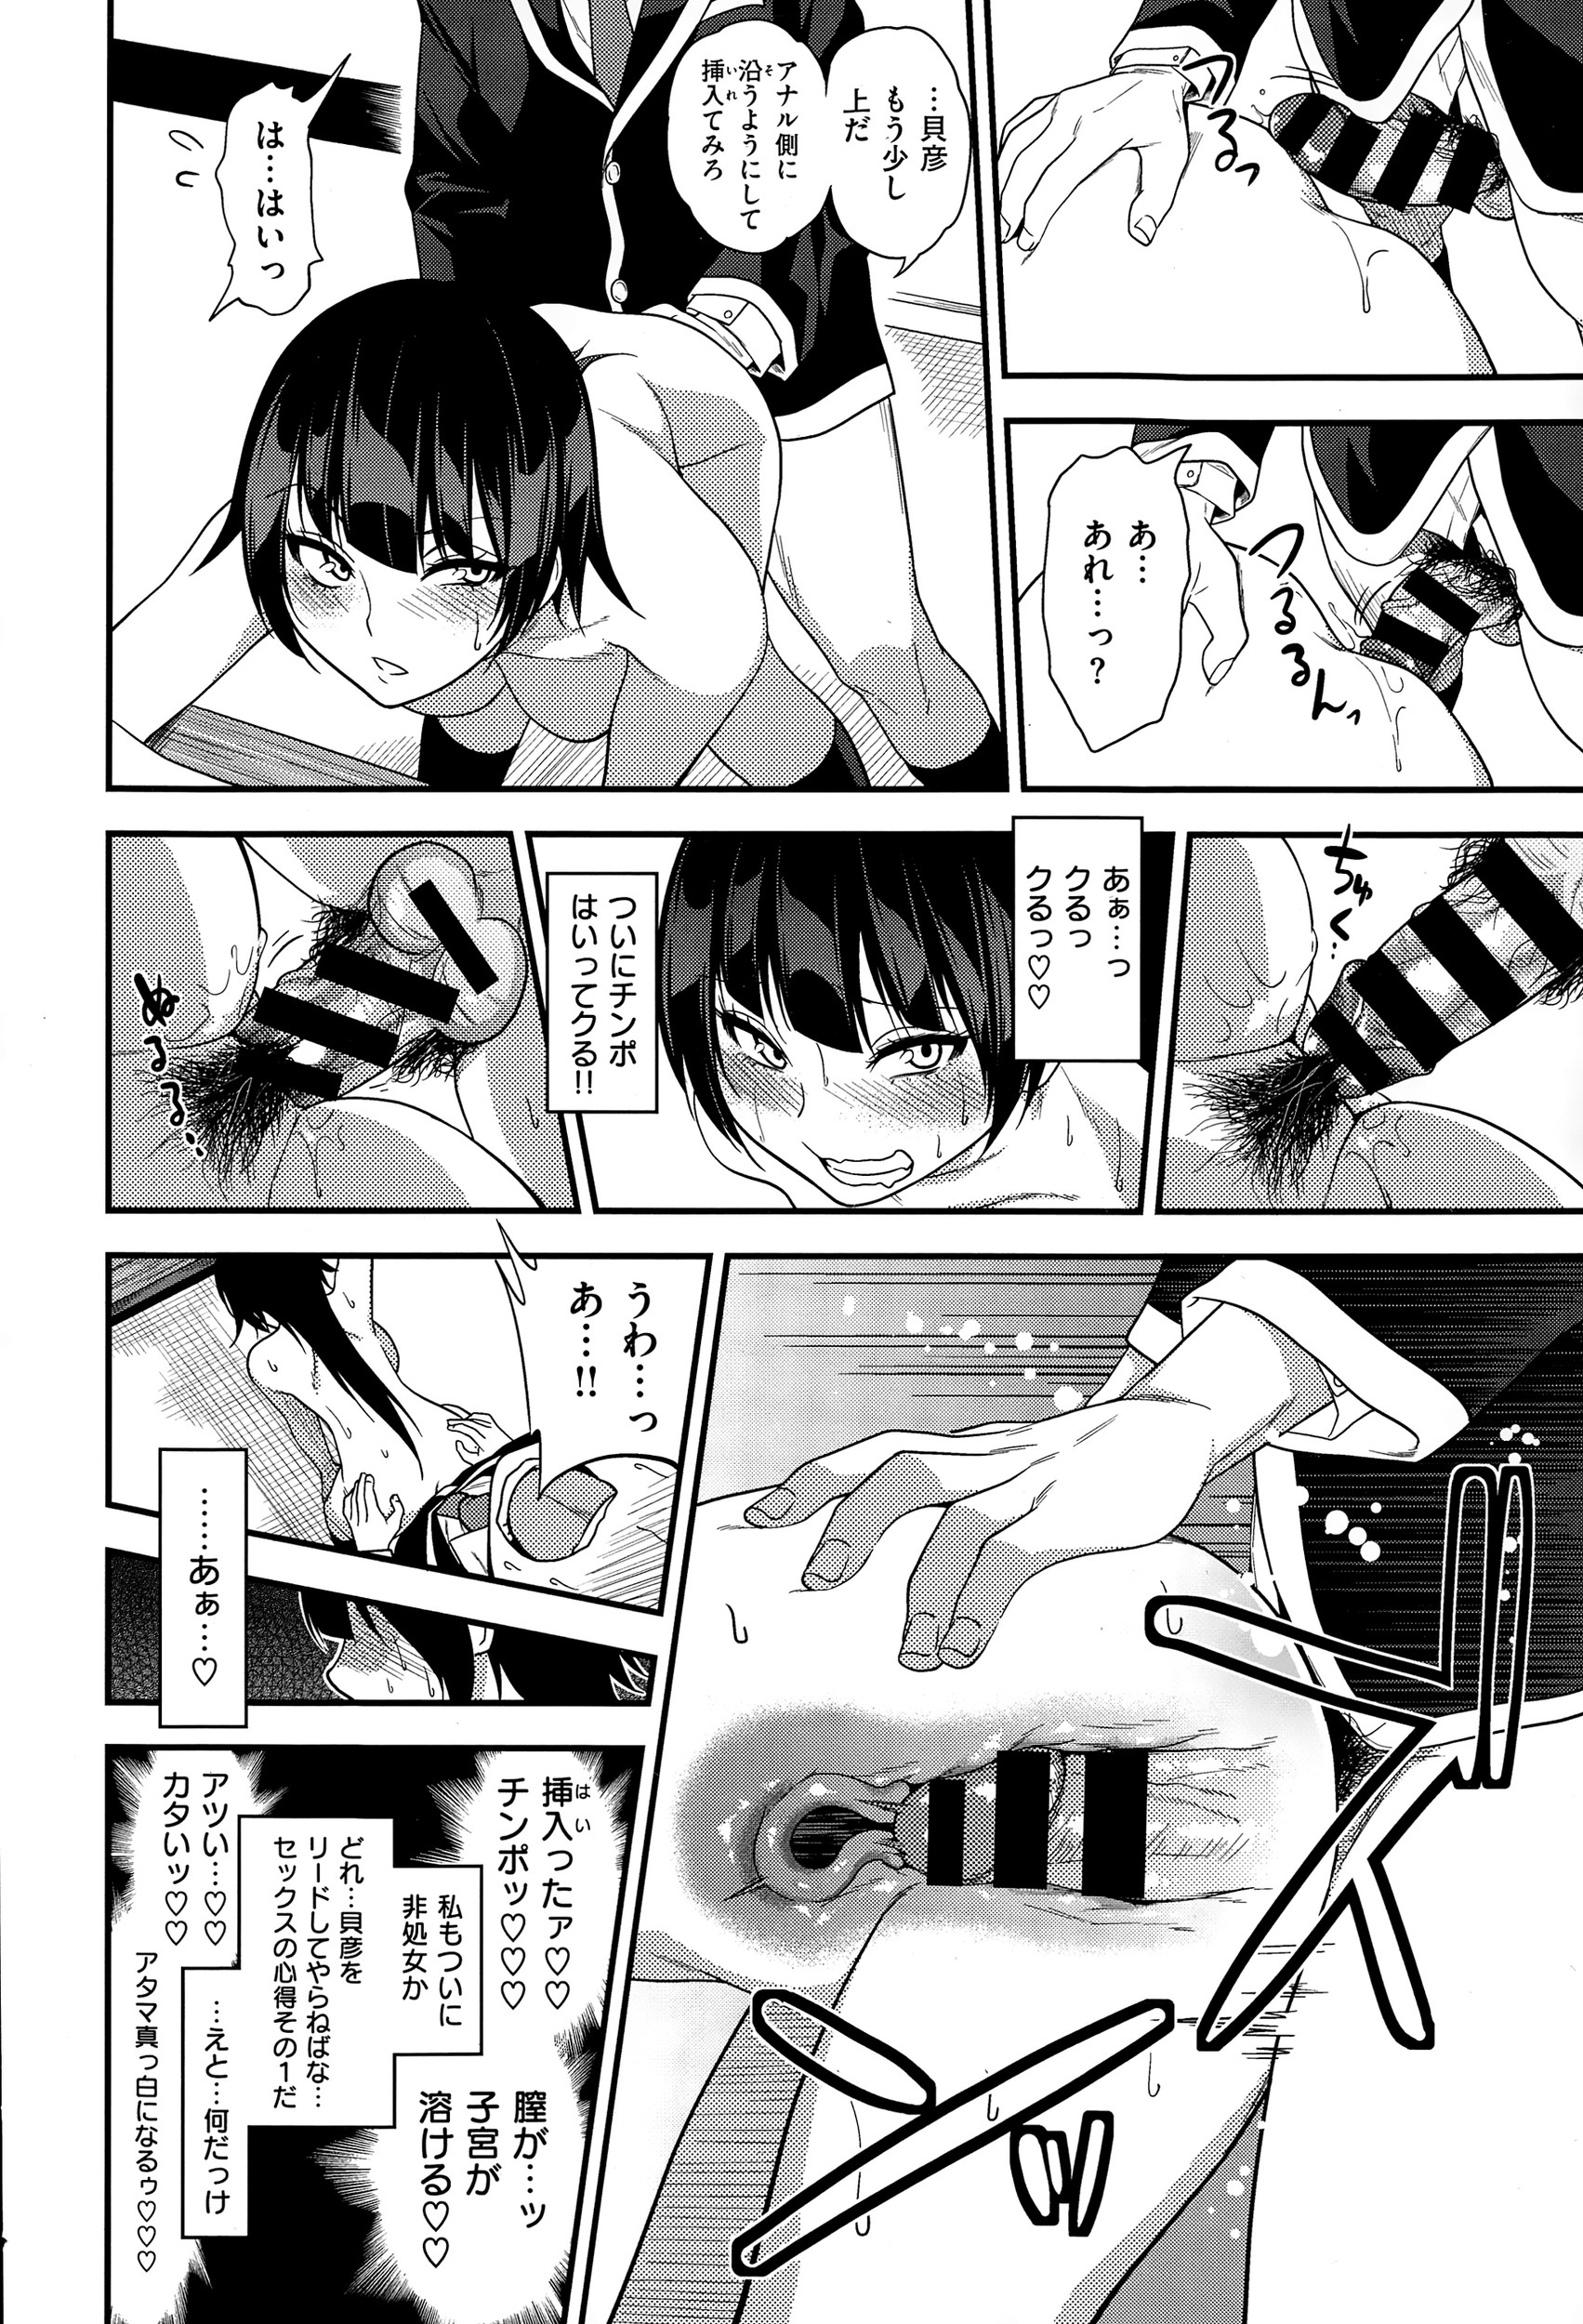 つるっ
…貝彦
もう少し
上だ
アナル側に
沿うようにして
挿入てみろ
は…はいっ
つるるんっ
あ…
あれ…っ?
ちゅく…
あぁ…っ
クるっ
クるっ♡♡
ついにチンポ
はいってクる!!
ぬるる…
うわ…っ
あ…!!
……あぁ…♡
挿入ったァ♡♡
チンポッ♡♡♡
私もついに
非処女か
膣が…ッ
子宮が
溶ける♡♡
どれ…貝彦を
リードしてやらねばな…
セックスの心得その1だ
アツい…♡♡
カタいッ♡♡
…えと…何だっけ
アタマ真っ白になるゥ♡♡♡